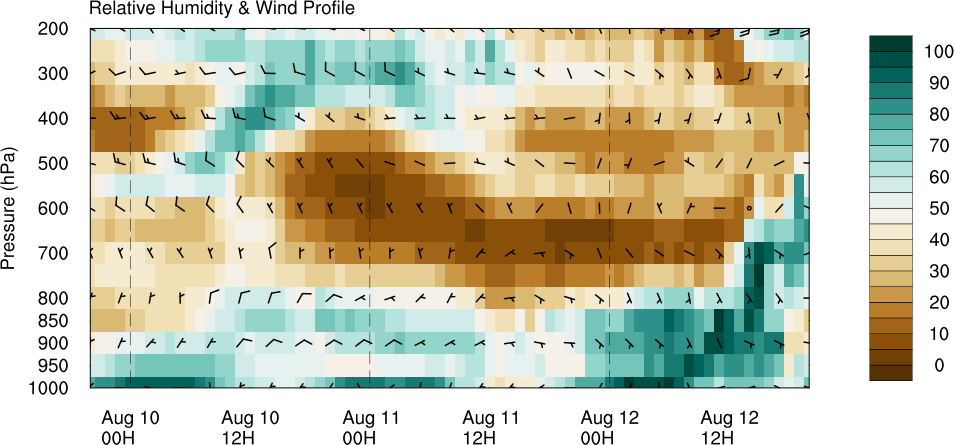 Relative Humidity & Wind Profile
200
300
400
500
600
700
800
850
900
950
1000
Pressure (hPa)
Aug 10 00H
Aug 10 12H
Aug 11 00H
Aug 11 12H
Aug 12 00H
Aug 12 12H
100
90
80
70
60
50
40
30
20
10
0